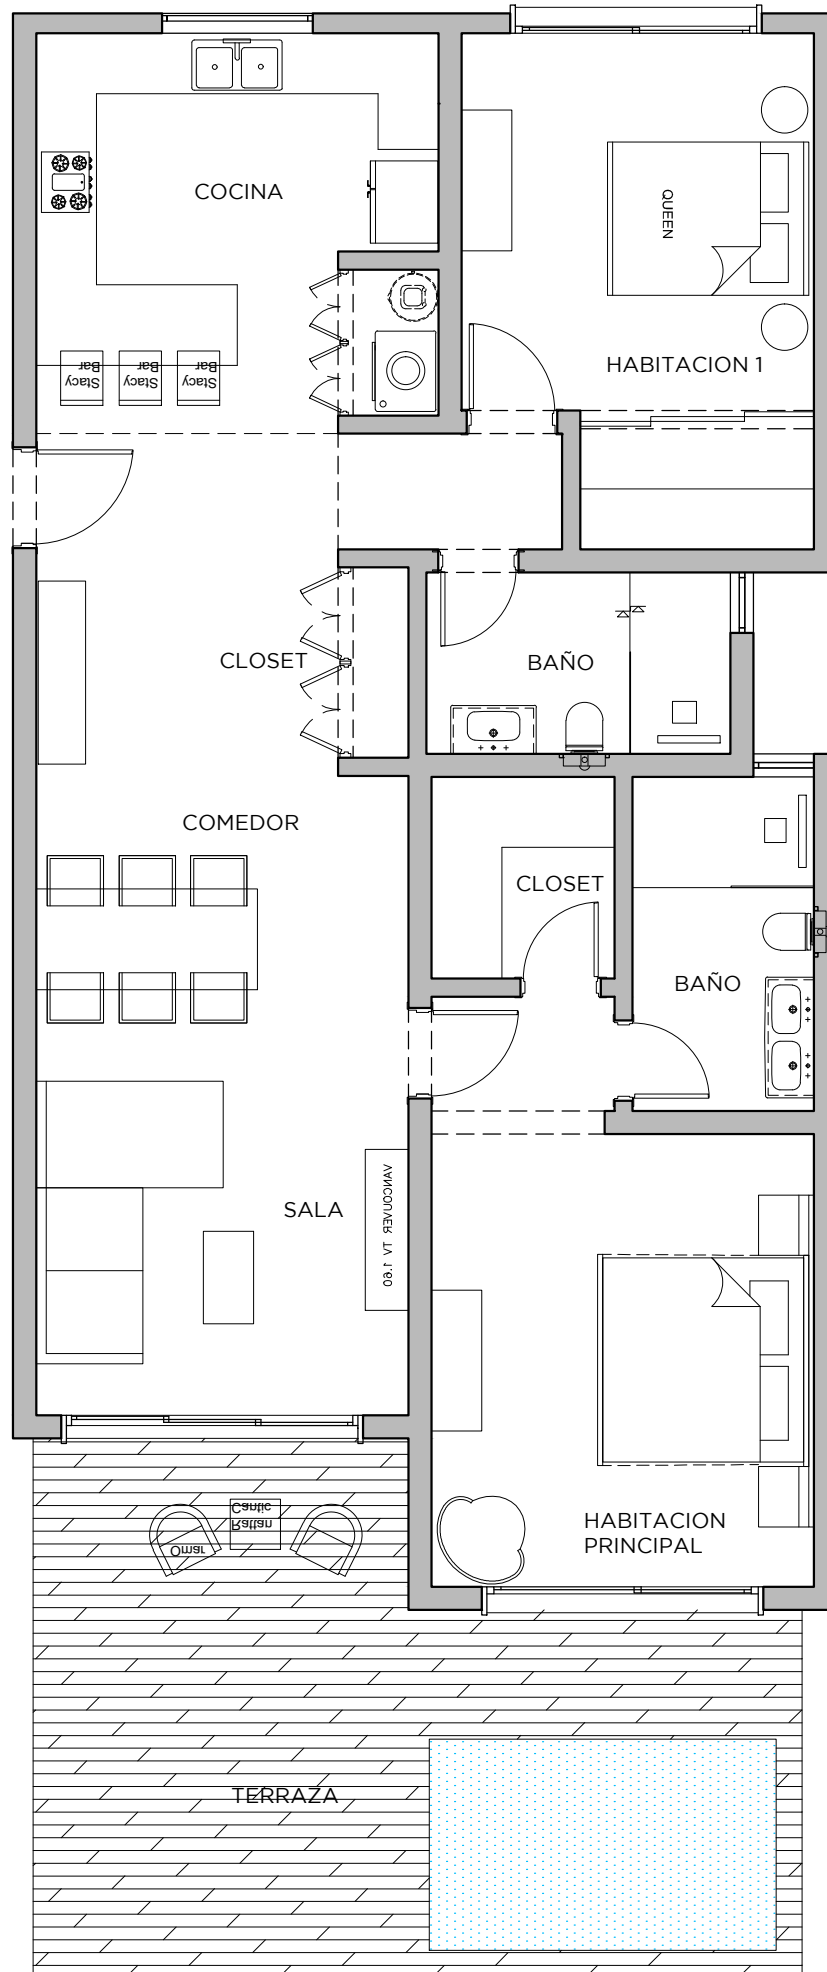 COCINA
QUEEN
HABITACION 1
Stacy
Bar
Stacy
Bar
Stacy
Bar
CLOSET
BAÑO
COMEDOR
CLOSET
BAÑO
SALA
VANCOUVER TV 1.60
Cantic
Rattan
Omar
HABITACION
PRINCIPAL
TERRAZA